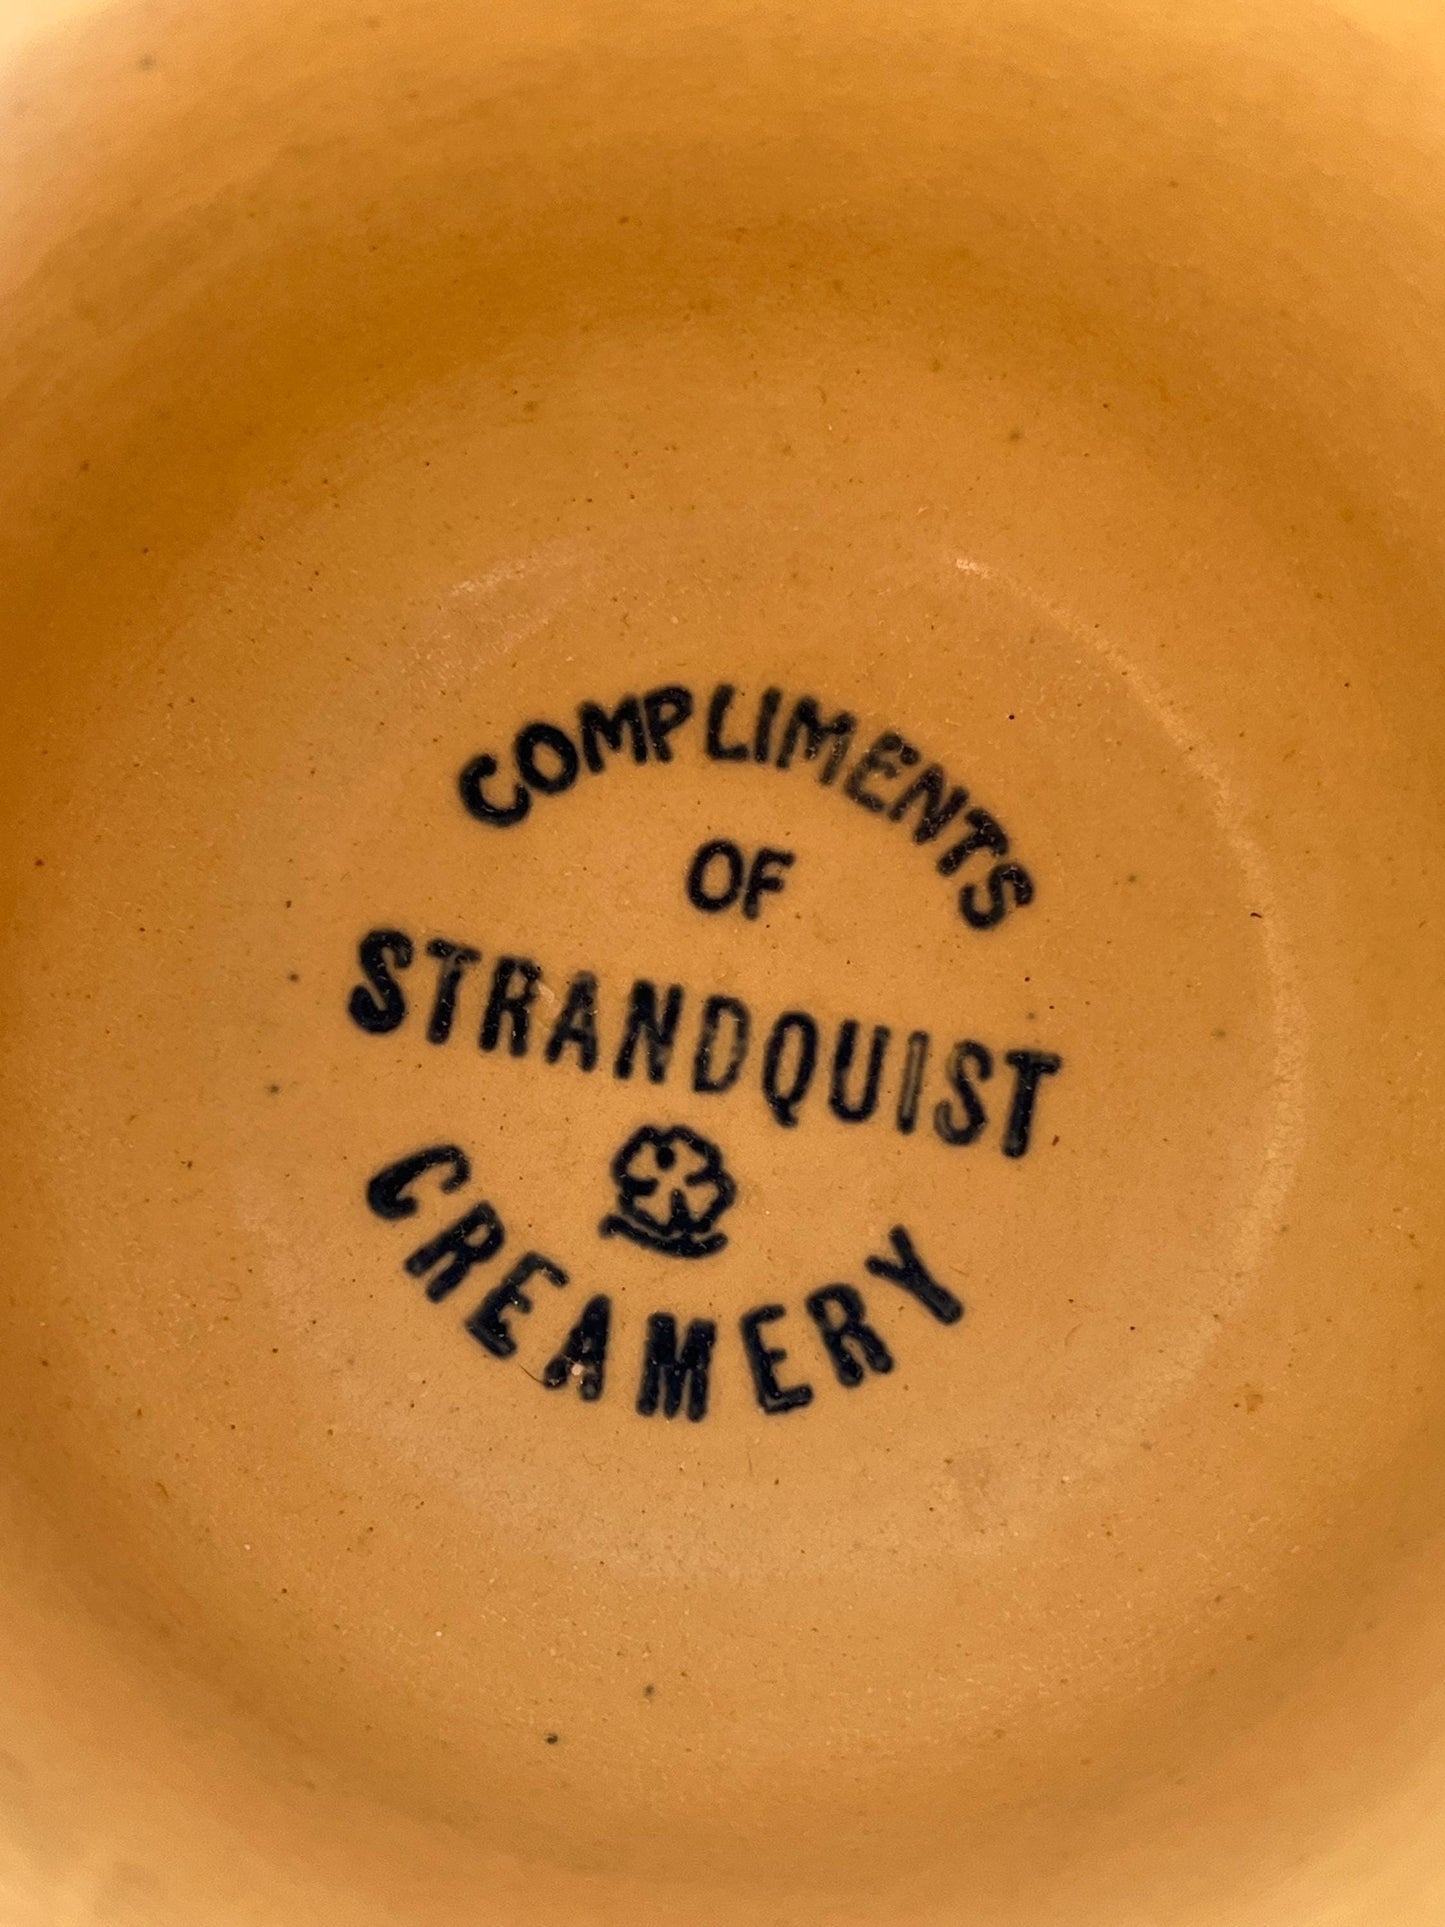 COMPLIMENTS
OF
STRANDQUIST
CREAMERY